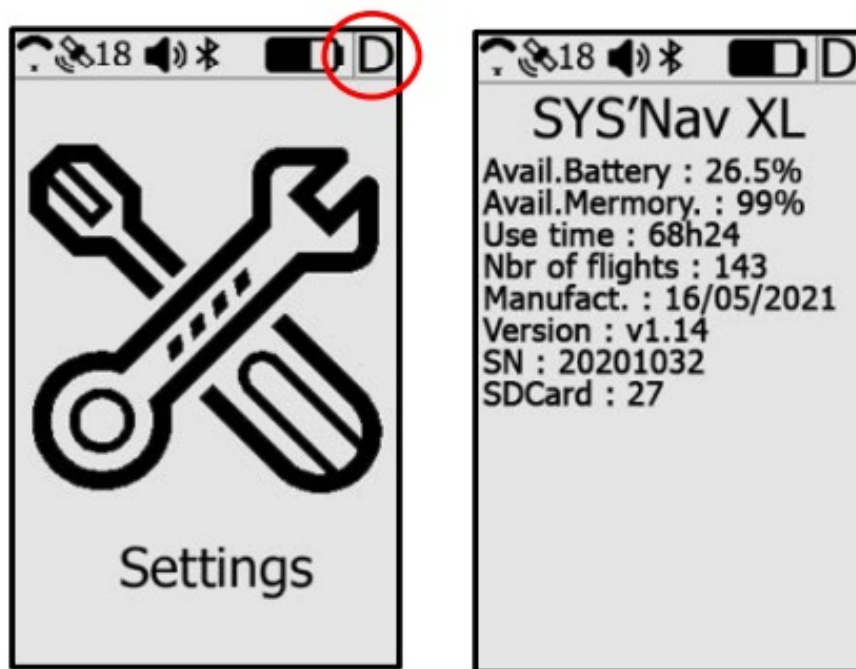 18 D
Settings
18 D
SYS'Nav XL
Avail.Battery : 26.5%
Avail.Mermory. : 99%
Use time : 68h24
Nbr of flights : 143
Manufact. : 16/05/2021
Version : v1.14
SN : 20201032
SDCard : 27